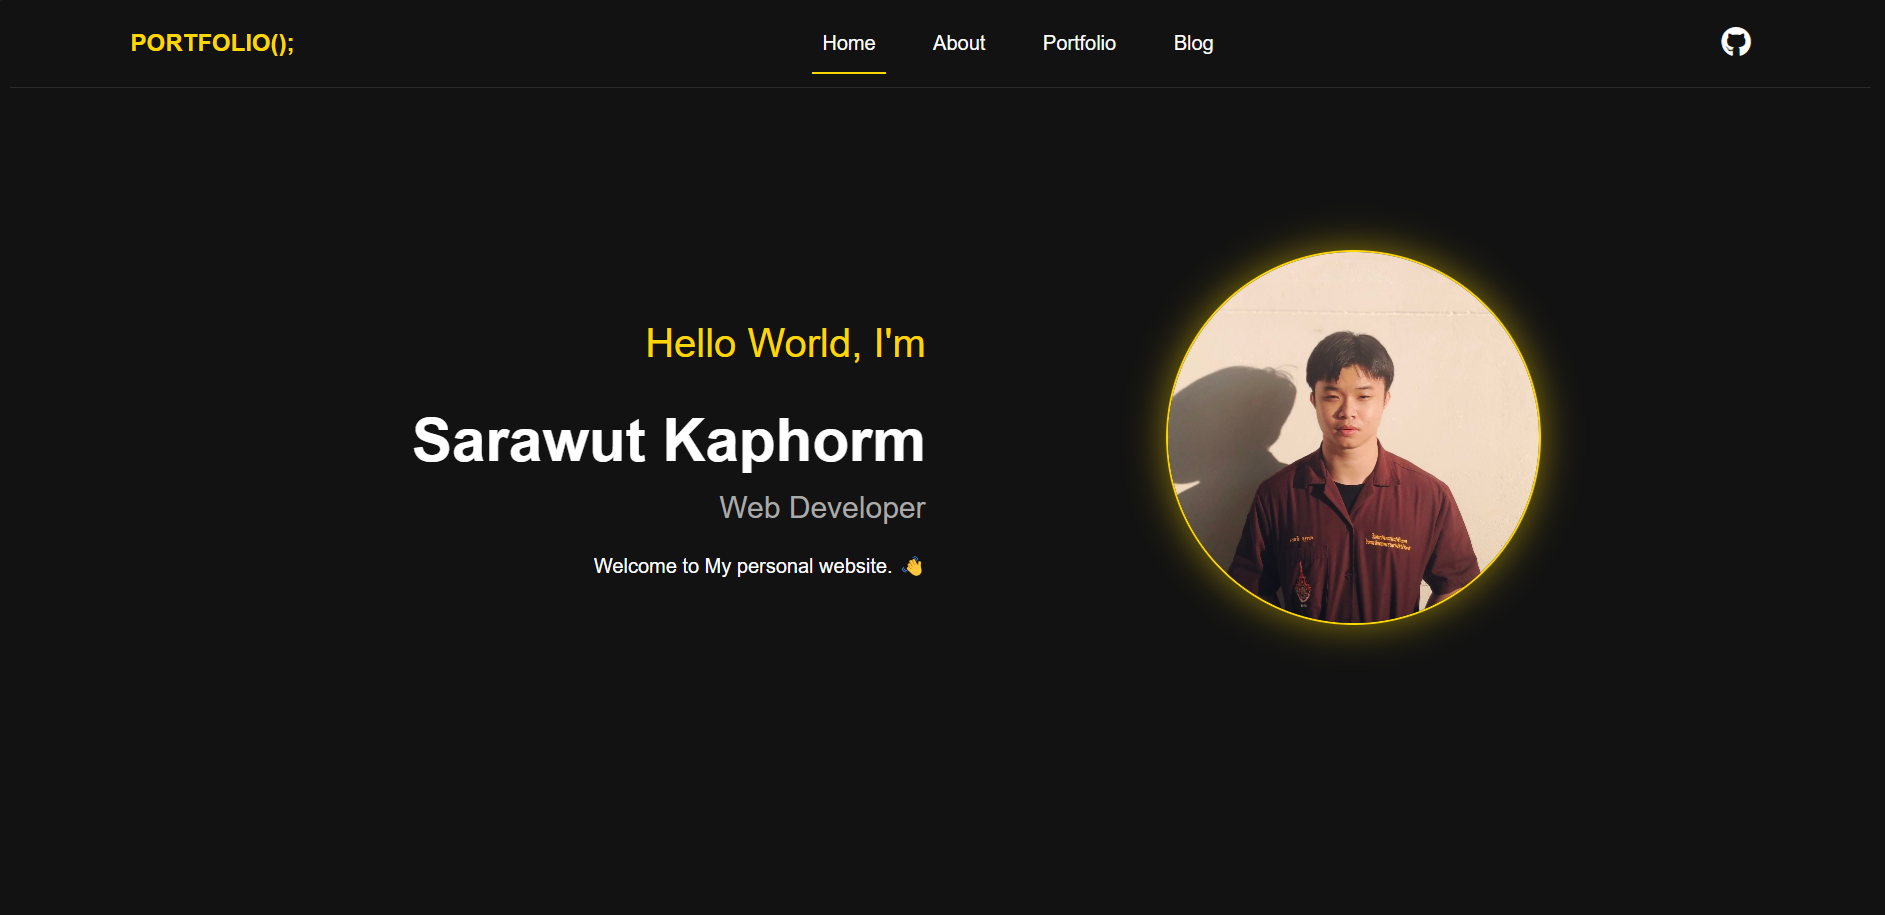 PORTFOLIO();
Home
About
Portfolio
Blog
Hello World, I'm
Sarawut Kaphorm
Web Developer
Welcome to My personal website. 👋